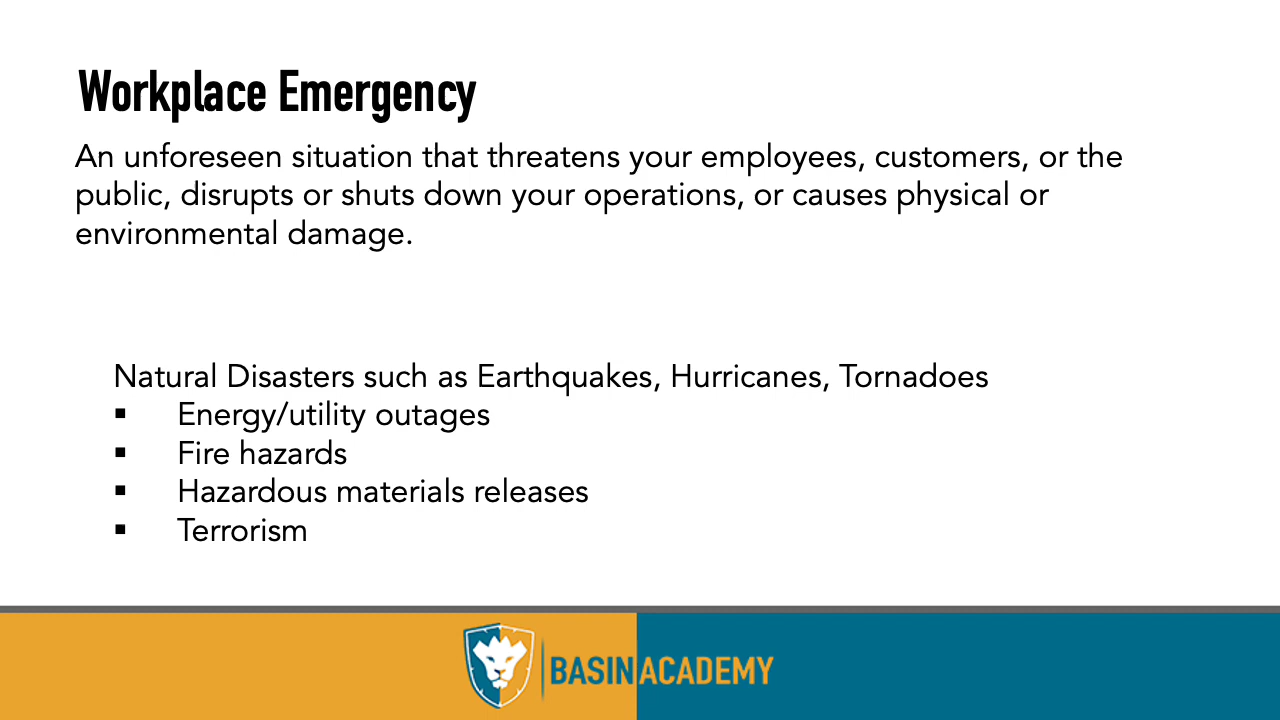 Workplace Emergency
An unforeseen situation that threatens your employees, customers, or the
public, disrupts or shuts down your operations, or causes physical or
environmental damage.
Natural Disasters such as Earthquakes, Hurricanes, Tornadoes
▪ Energy/utility outages
▪ Fire hazards
▪ Hazardous materials releases
▪ Terrorism
BASIN ACADEMY